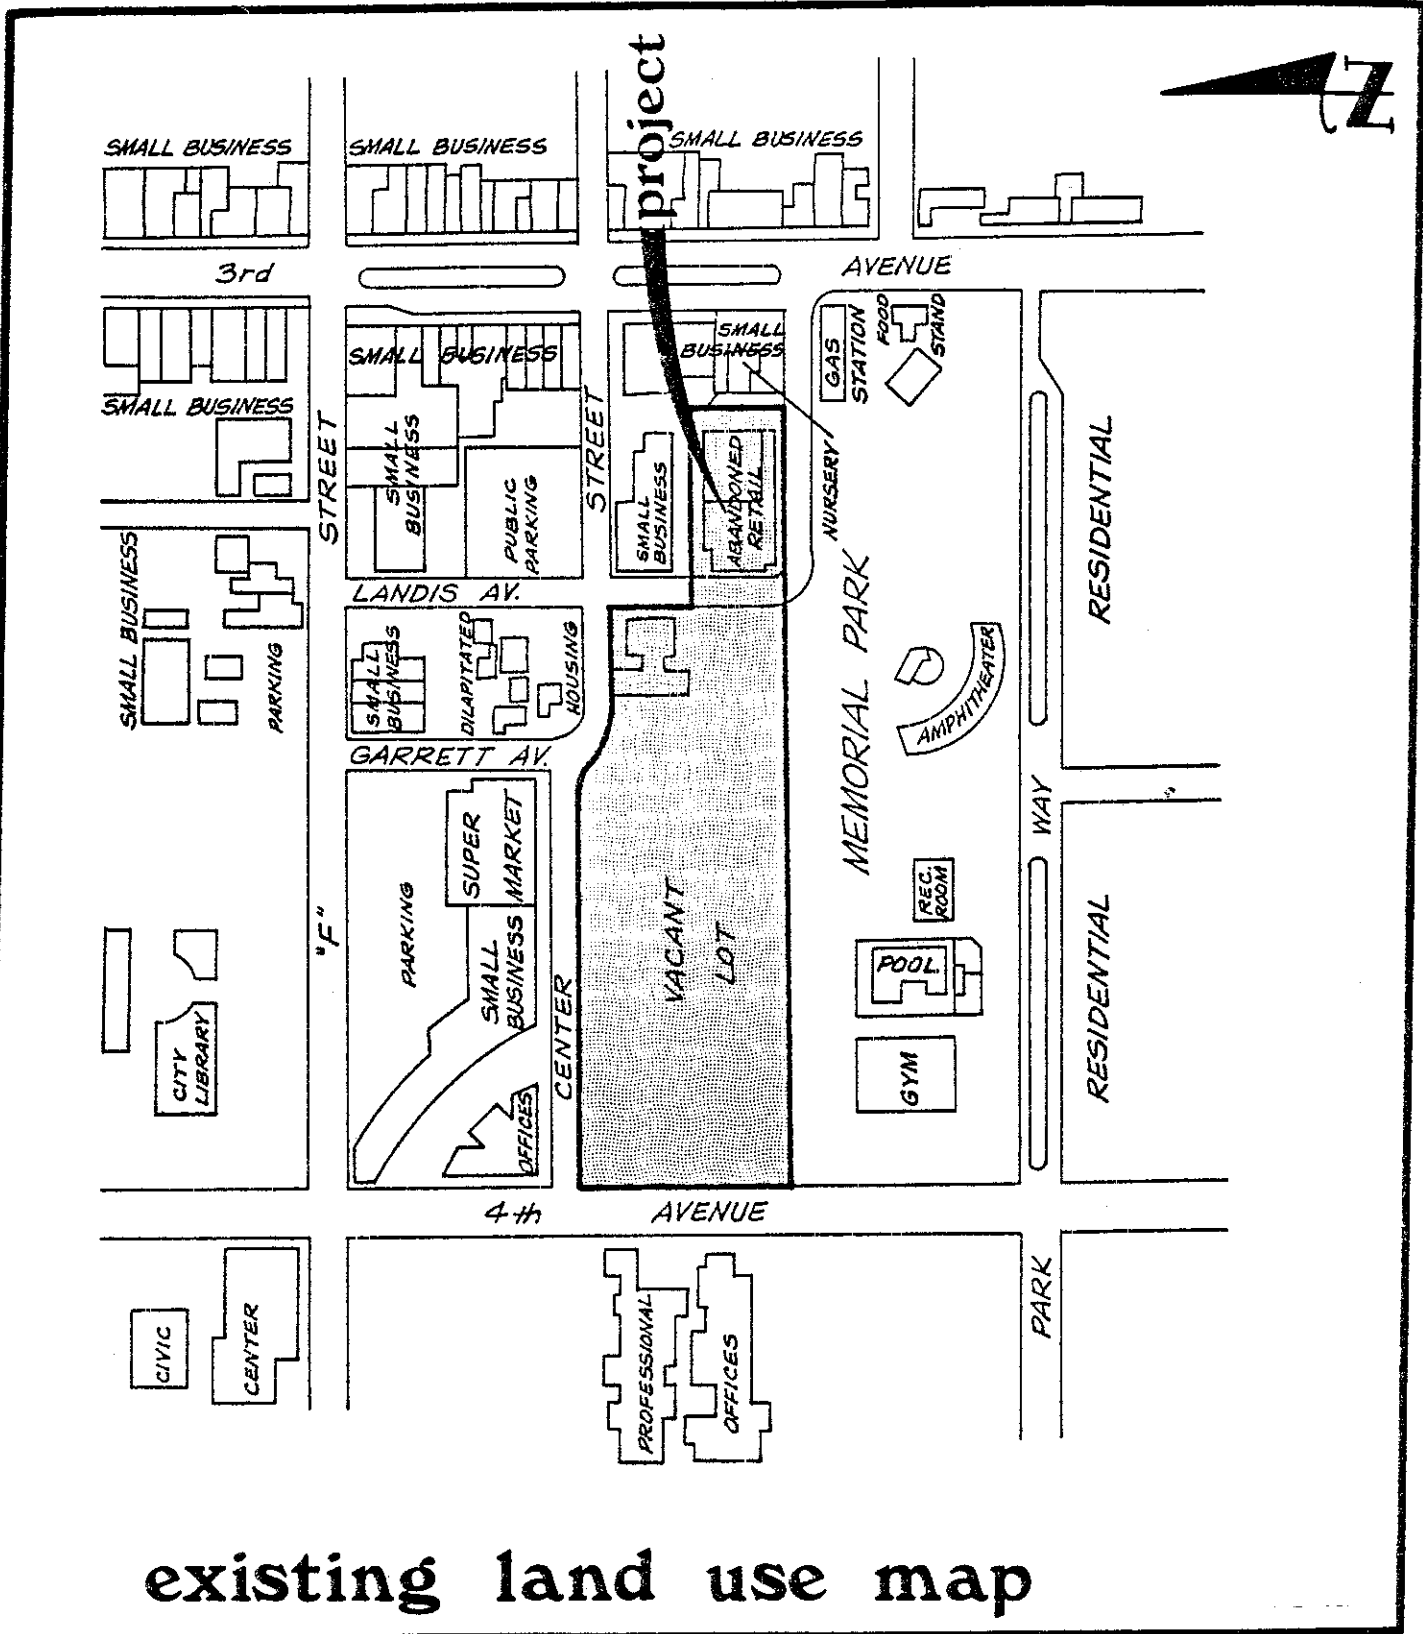 project
N
SMALL BUSINESS
SMALL BUSINESS
SMALL BUSINESS
3rd
AVENUE
SMALL BUSINESS
SMALL BUSINESS
SMALL
BUSINESS
GAS
STATION
FOOD
STAND
SMALL BUSINESS
STREET
SMALL
BUSINESS
PUBLIC
PARKING
STREET
SMALL
BUSINESS
ABANDONED
RETAIL
NURSERY
RESIDENTIAL
SMALL BUSINESS
PARKING
LANDIS AV.
SMALL
BUSINESS
DILAPITATED
HOUSING
MEMORIAL PARK
AMPHITHEATER
GARRETT AV.
SUPER
MARKET
PARKING
SMALL
BUSINESS
"F"
CENTER
VACANT
LOT
REC.
ROOM
POOL
GYM
WAY
RESIDENTIAL
CITY
LIBRARY
OFFICES
4th
AVENUE
CIVIC
CENTER
PROFESSIONAL
OFFICES
PARK
existing land use map